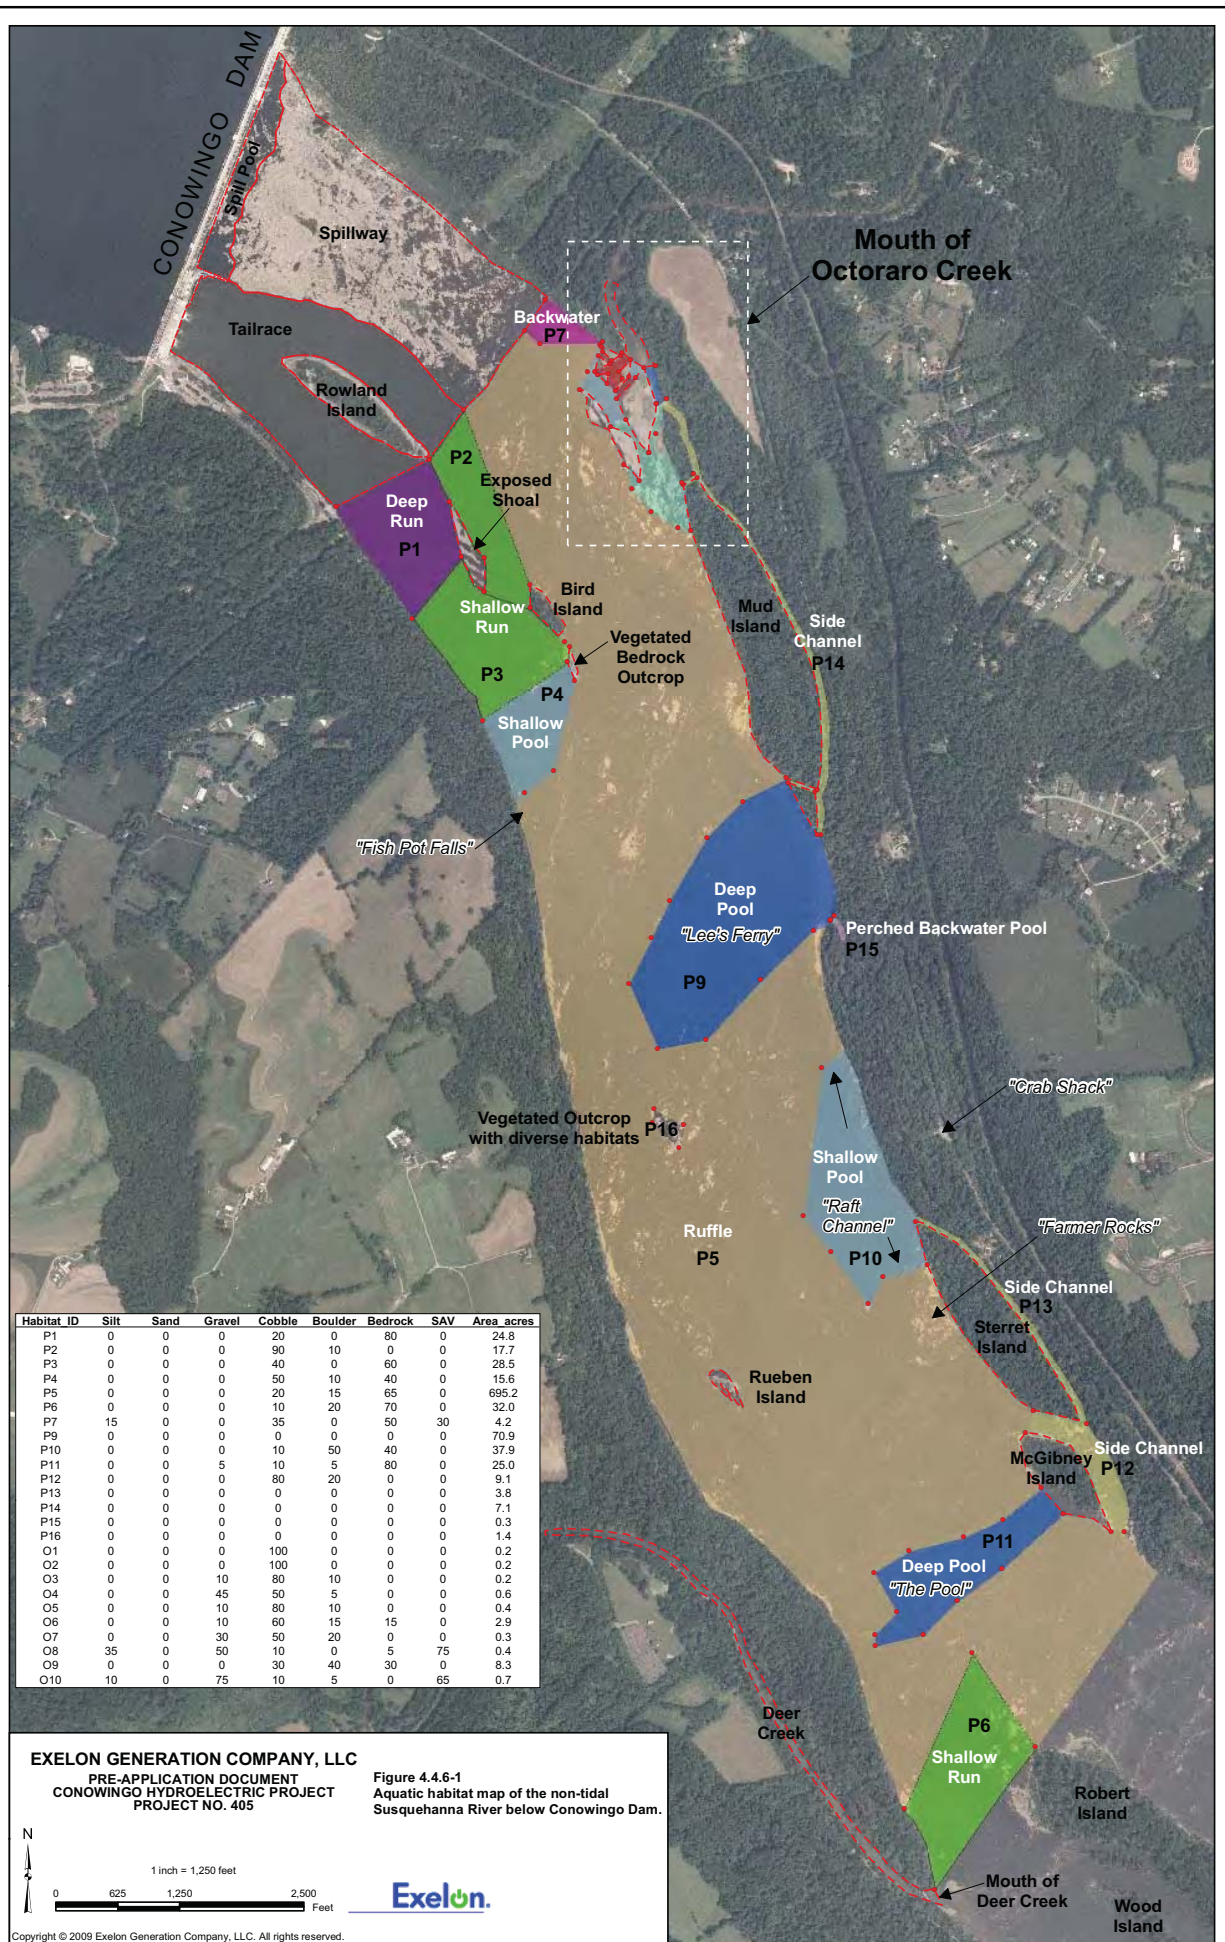 CONOWINGO DAM
Spill Pool
Spillway
Mouth of
Octoraro Creek
Tailrace
Backwater
P7
Rowland
Island
P2
Exposed
Shoal
Deep
Run
P1
Bird
Island
Shallow
Run
Mud
Island
Side
Channel
P14
Vegetated
Bedrock
Outcrop
P3
P4
Shallow
Pool
"Fish Pot Falls"
Deep
Pool
"Lee's Ferry"
P9
Perched Backwater Pool
P15
"Crab Shack"
Vegetated Outcrop
with diverse habitats
P16
Shallow
Pool
"Raft
Channel"
P10
"Farmer Rocks"
Ruffle
P5
Side Channel
P13
Sterret
Island
Rueben
Island
Side Channel
P12
McGibney
Island
P11
Deep Pool
"The Pool"
Deer
Creek
P6
Shallow
Run
Robert
Island
Mouth of
Deer Creek
Wood
Island
Habitat_ID Silt Sand Gravel Cobble Boulder Bedrock SAV Area_acres
P1 0 0 0 20 0 80 0 24.8
P2 0 0 0 90 10 0 0 17.7
P3 0 0 0 40 0 60 0 28.5
P4 0 0 0 50 10 40 0 15.6
P5 0 0 0 20 15 65 0 695.2
P6 0 0 0 10 20 70 0 32.0
P7 15 0 0 35 0 50 30 4.2
P9 0 0 0 0 0 0 0 70.9
P10 0 0 0 10 50 40 0 37.9
P11 0 0 5 10 5 80 0 25.0
P12 0 0 0 80 20 0 0 9.1
P13 0 0 0 0 0 0 0 3.8
P14 0 0 0 0 0 0 0 7.1
P15 0 0 0 0 0 0 0 0.3
P16 0 0 0 0 0 0 0 1.4
O1 0 0 0 100 0 0 0 0.2
O2 0 0 0 100 0 0 0 0.2
O3 0 0 10 80 10 0 0 0.2
O4 0 0 45 50 5 0 0 0.6
O5 0 0 10 80 10 0 0 0.4
O6 0 0 10 60 15 15 0 2.9
O7 0 0 30 50 20 0 0 0.3
O8 35 0 50 10 0 5 75 0.4
O9 0 0 0 30 40 30 0 8.3
O10 10 0 75 10 5 0 65 0.7
EXELON GENERATION COMPANY, LLC
PRE-APPLICATION DOCUMENT
CONOWINGO HYDROELECTRIC PROJECT
PROJECT NO. 405
Figure 4.4.6-1
Aquatic habitat map of the non-tidal
Susquehanna River below Conowingo Dam.
N
1 inch = 1,250 feet
0 625 1,250 2,500
Feet
Exelon.
Copyright © 2009 Exelon Generation Company, LLC. All rights reserved.